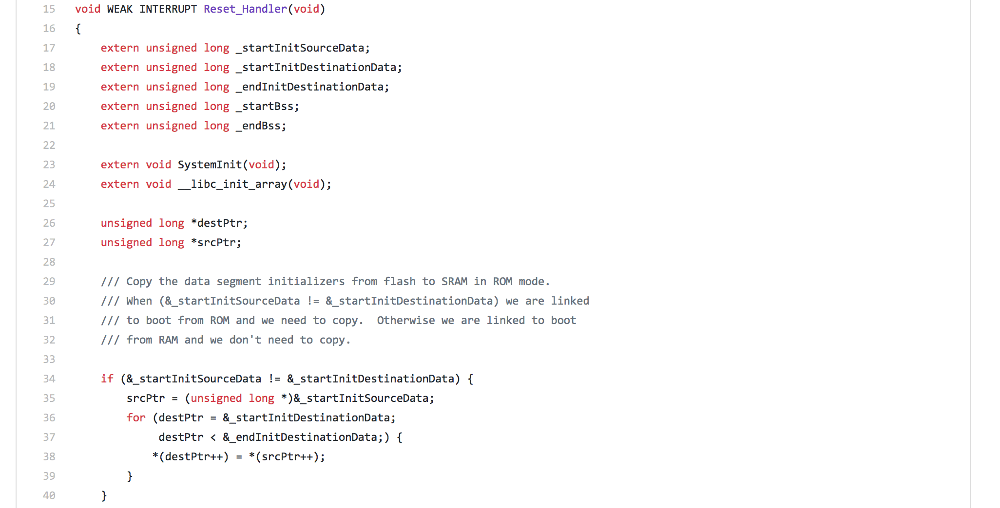 15 void WEAK INTERRUPT Reset_Handler(void)
16 {
17     extern unsigned long _startInitSourceData;
18     extern unsigned long _startInitDestinationData;
19     extern unsigned long _endInitDestinationData;
20     extern unsigned long _startBss;
21     extern unsigned long _endBss;
22
23     extern void SystemInit(void);
24     extern void __libc_init_array(void);
25
26     unsigned long *destPtr;
27     unsigned long *srcPtr;
28
29     /// Copy the data segment initializers from flash to SRAM in ROM mode.
30     /// When (&_startInitSourceData != &_startInitDestinationData) we are linked
31     /// to boot from ROM and we need to copy.  Otherwise we are linked to boot
32     /// from RAM and we don't need to copy.
33
34     if (&_startInitSourceData != &_startInitDestinationData) {
35         srcPtr = (unsigned long *)&_startInitSourceData;
36         for (destPtr = &_startInitDestinationData;
37              destPtr < &_endInitDestinationData;) {
38             *(destPtr++) = *(srcPtr++);
39         }
40     }